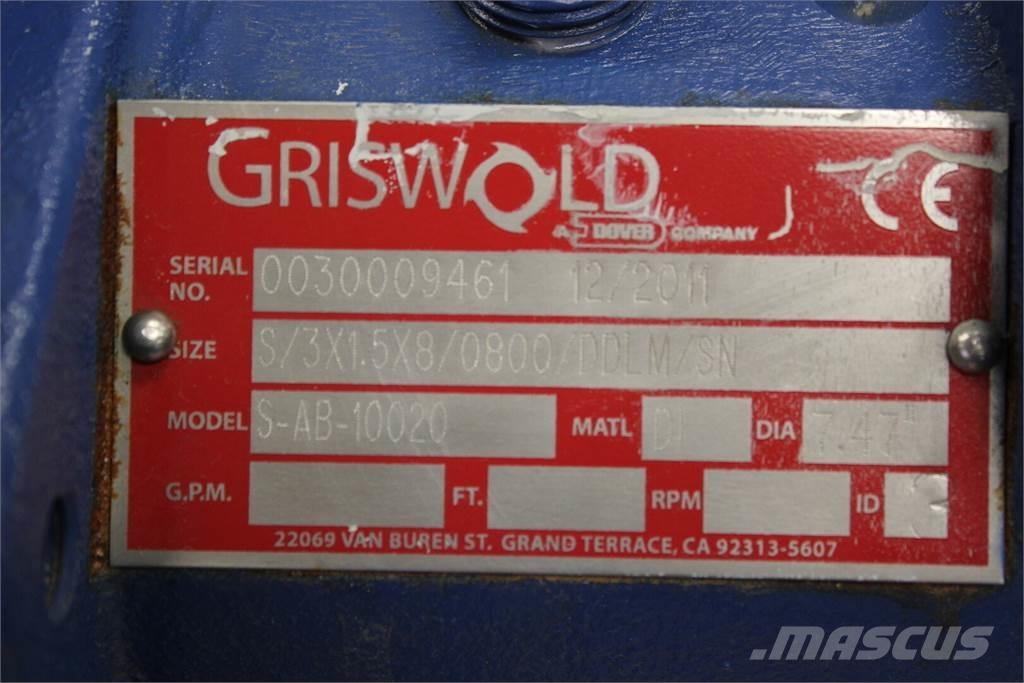 GRISWOLD
A DOVER COMPANY
CE
SERIAL NO. 0030009461 12/2011
SIZE S/3X1.5X8/0800/DDLM/SN
MODEL S-AB-10020 MATL DI DIA 7.47"
G.P.M. FT. RPM ID
22069 VAN BUREN ST. GRAND TERRACE, CA 92313-5607
MASCUS